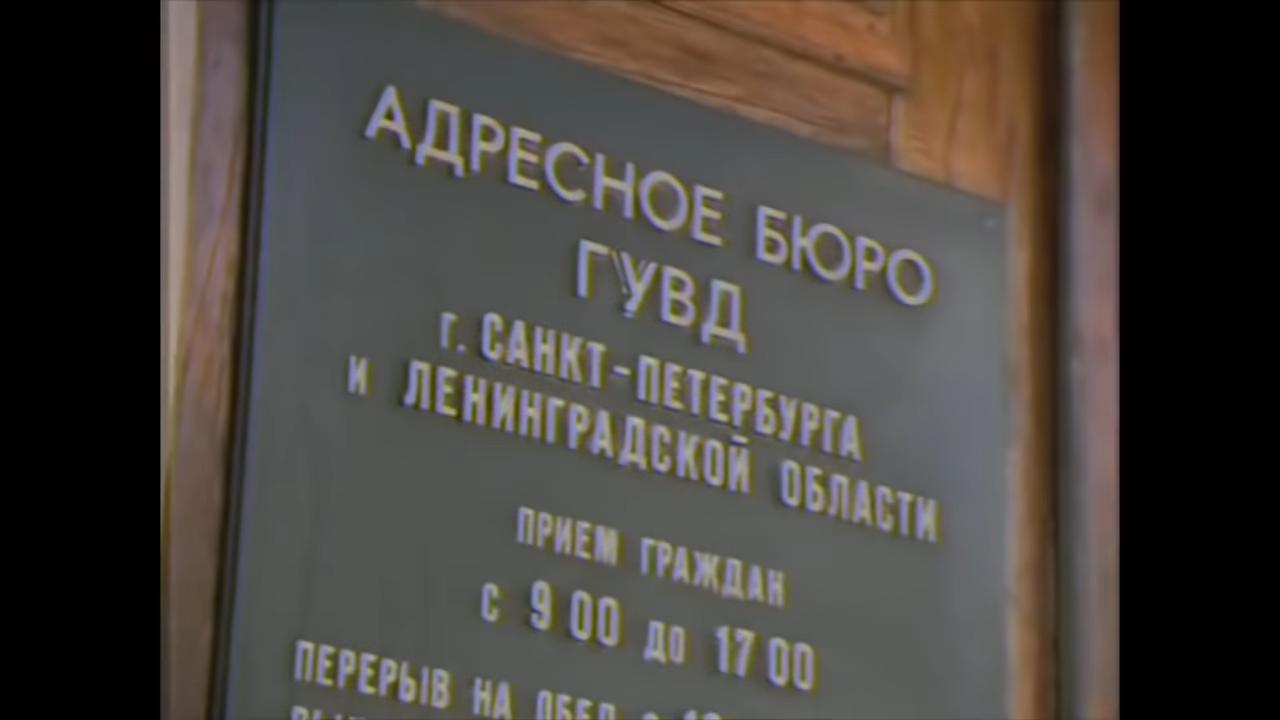 АДРЕСНОЕ БЮРО
ГУВД
г. САНКТ-ПЕТЕРБУРГА
И ЛЕНИНГРАДСКОЙ ОБЛАСТИ
ПРИЕМ ГРАЖДАН
С 9 00 ДО 17 00
ПЕРЕРЫВ НА ОБЕД С